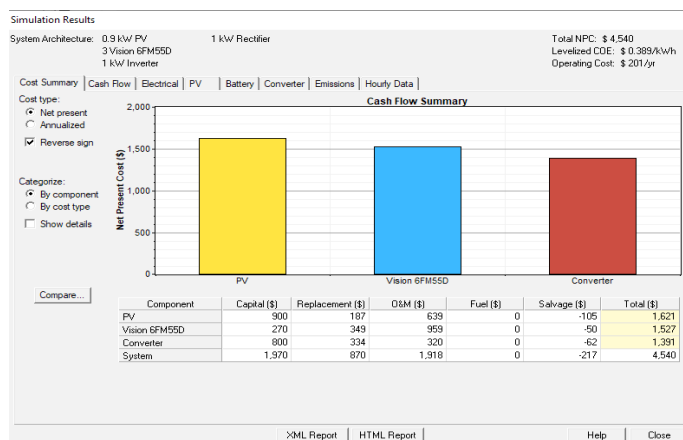 Simulation Results
System Architecture: 0.9 kW PV 1 kW Rectifier Total NPC: $ 4,540
3 Vision 6FM55D Levelized COE: $ 0.389/kWh
1 kW Inverter Operating Cost: $ 201/yr
Cost Summary Cash Flow Electrical PV Battery Converter Emissions Hourly Data
Cost type:
Net present
Annualized
Reverse sign
Categorize:
By component
By cost type
Show details
Compare...
Cash Flow Summary
Net Present Cost ($)
2,000
1,500
1,000
500
0
PV Vision 6FM55D Converter
Component Capital ($) Replacement ($) O&M ($) Fuel ($) Salvage ($) Total ($)
PV 900 187 639 0 -105 1,621
Vision 6FM55D 270 349 959 0 -50 1,527
Converter 800 334 320 0 -62 1,391
System 1,970 870 1,918 0 -217 4,540
XML Report HTML Report Help Close